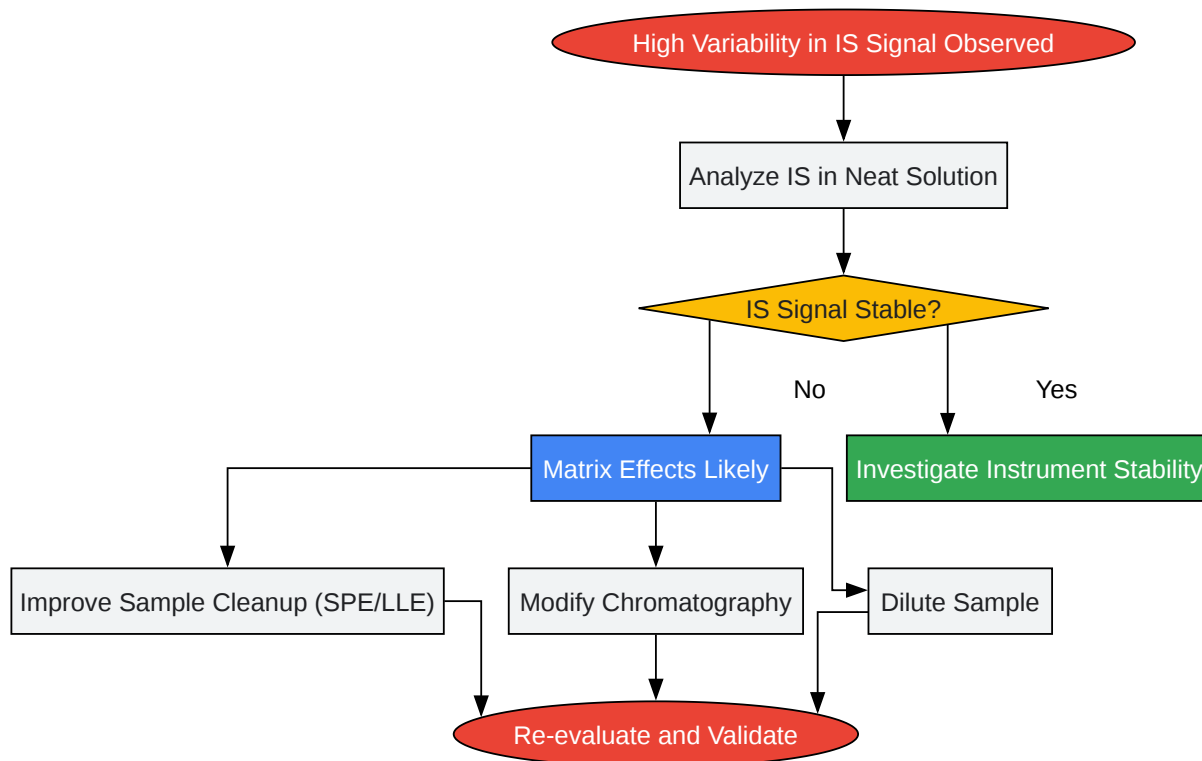 High Variability in IS Signal Observed
Analyze IS in Neat Solution
IS Signal Stable?
No
Yes
Matrix Effects Likely
Investigate Instrument Stability
Improve Sample Cleanup (SPE/LLE)
Modify Chromatography
Dilute Sample
Re-evaluate and Validate